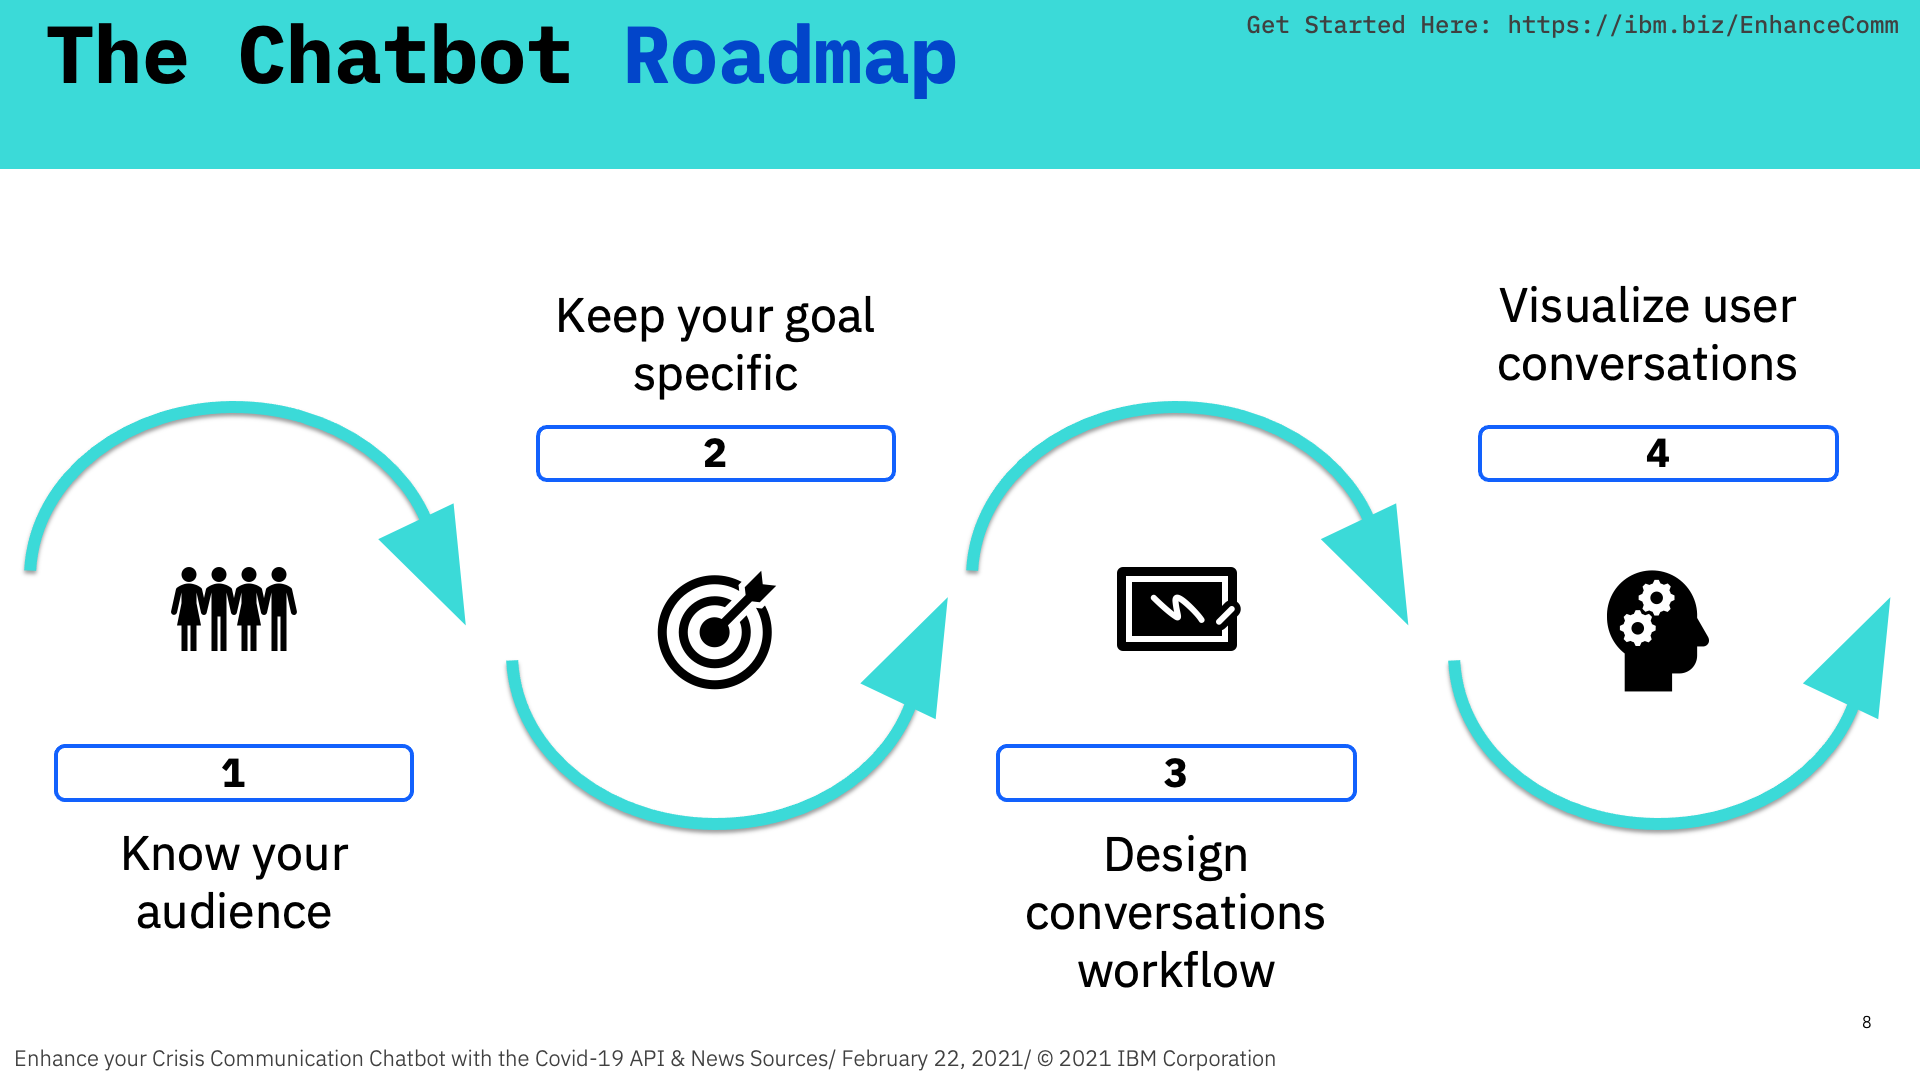 The Chatbot Roadmap
Get Started Here: https://ibm.biz/EnhanceComm
1
Know your
audience
Keep your goal
specific
2
3
Design
conversations
workflow
Visualize user
conversations
4
8
Enhance your Crisis Communication Chatbot with the Covid-19 API & News Sources/ February 22, 2021/ © 2021 IBM Corporation